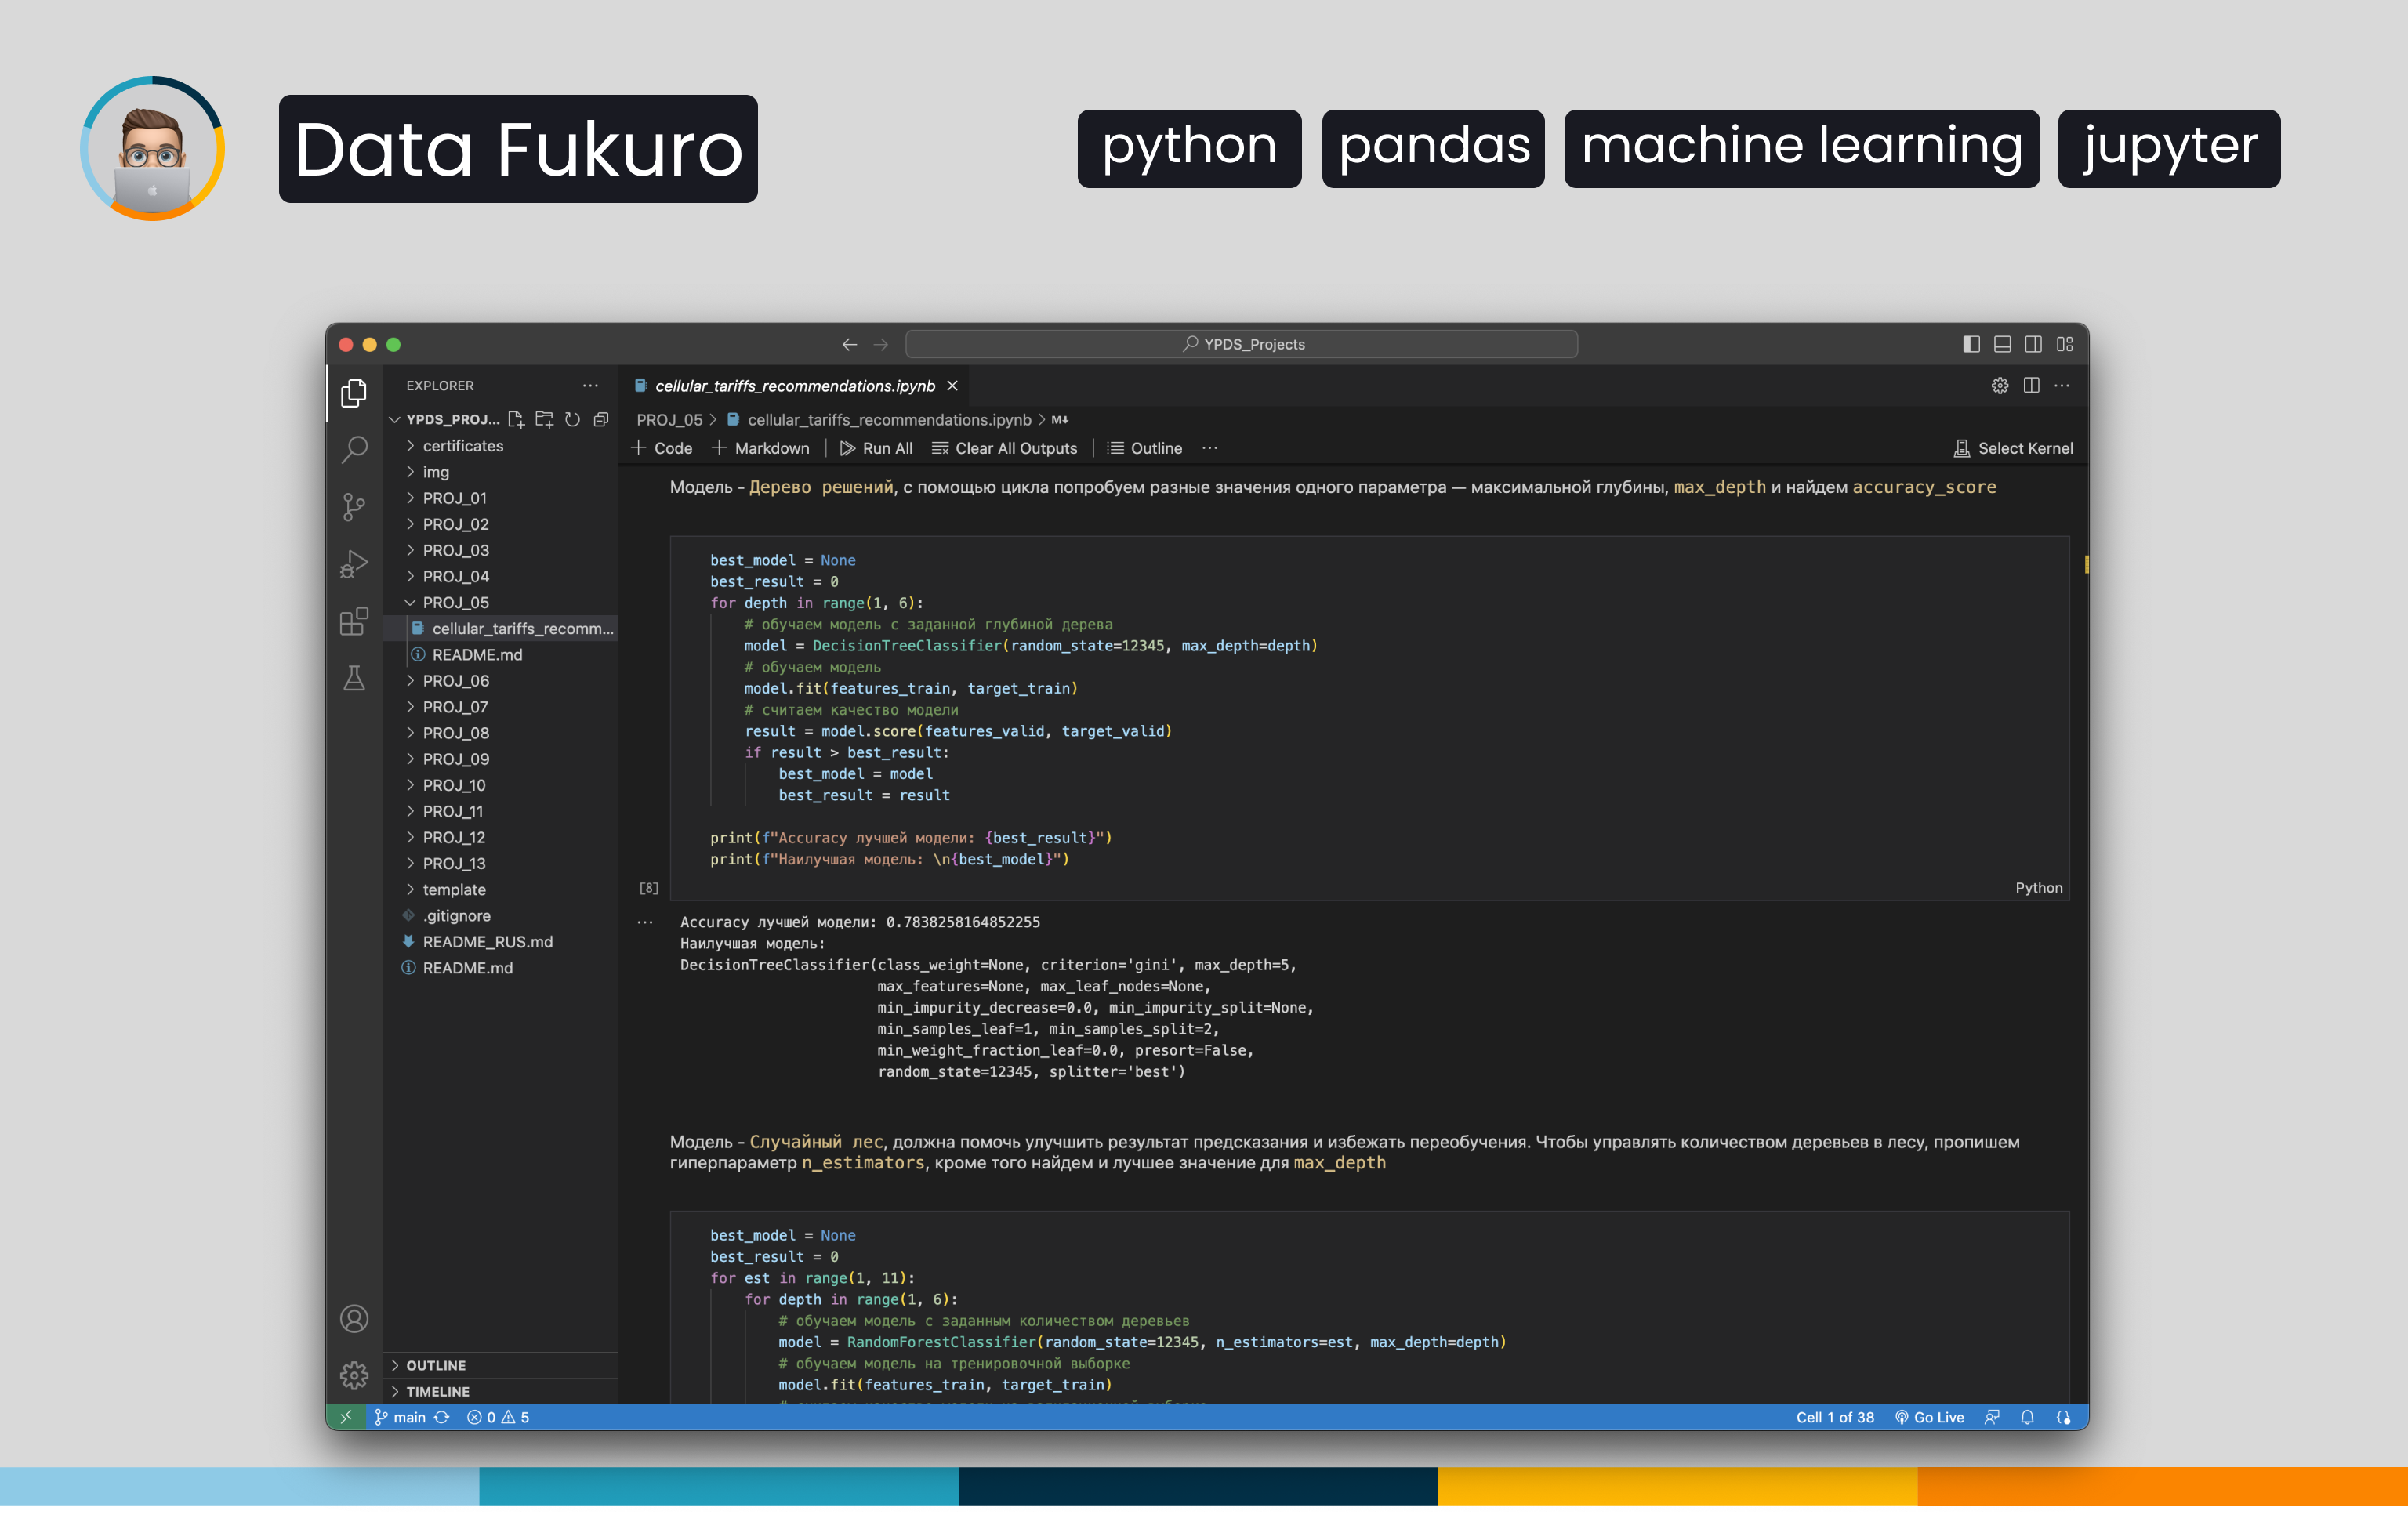 Data Fukuro
python pandas machine learning jupyter
YPDS_Projects
EXPLORER
YPDS_PROJ...
certificates
img
PROJ_01
PROJ_02
PROJ_03
PROJ_04
PROJ_05
cellular_tariffs_recomm...
README.md
PROJ_06
PROJ_07
PROJ_08
PROJ_09
PROJ_10
PROJ_11
PROJ_12
PROJ_13
template
.gitignore
README_RUS.md
README.md
OUTLINE
TIMELINE
cellular_tariffs_recommendations.ipynb
PROJ_05 > cellular_tariffs_recommendations.ipynb > M↓
+ Code + Markdown Run All Clear All Outputs Outline ... Select Kernel
Модель - Дерево решений, с помощью цикла попробуем разные значения одного параметра — максимальной глубины, max_depth и найдем accuracy_score
best_model = None
best_result = 0
for depth in range(1, 6):
# обучаем модель с заданной глубиной дерева
model = DecisionTreeClassifier(random_state=12345, max_depth=depth)
# обучаем модель
model.fit(features_train, target_train)
# считаем качество модели
result = model.score(features_valid, target_valid)
if result > best_result:
best_model = model
best_result = result
print(f"Accuracy лучшей модели: {best_result}")
print(f"Наилучшая модель: \n{best_model}")
[8]
Python
Accuracy лучшей модели: 0.7838258164852255
Наилучшая модель:
DecisionTreeClassifier(class_weight=None, criterion='gini', max_depth=5,
max_features=None, max_leaf_nodes=None,
min_impurity_decrease=0.0, min_impurity_split=None,
min_samples_leaf=1, min_samples_split=2,
min_weight_fraction_leaf=0.0, presort=False,
random_state=12345, splitter='best')
Модель - Случайный лес, должна помочь улучшить результат предсказания и избежать переобучения. Чтобы управлять количеством деревьев в лесу, пропишем
гиперпараметр n_estimators, кроме того найдем и лучшее значение для max_depth
best_model = None
best_result = 0
for est in range(1, 11):
for depth in range(1, 6):
# обучаем модель с заданным количеством деревьев
model = RandomForestClassifier(random_state=12345, n_estimators=est, max_depth=depth)
# обучаем модель на тренировочной выборке
model.fit(features_train, target_train)
main 0 5
Cell 1 of 38 Go Live